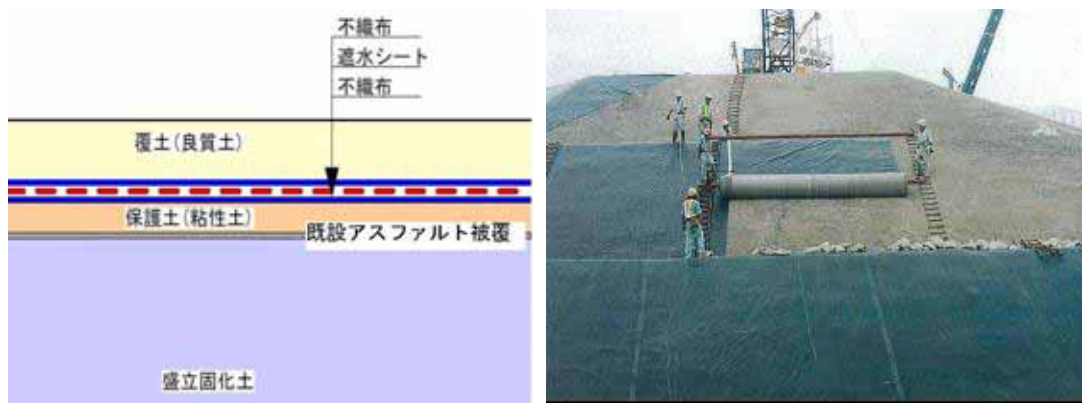 不織布
遮水シート
不織布
覆土(良質土)
保護土(粘性土)
既設アスファルト被覆
盛立固化土